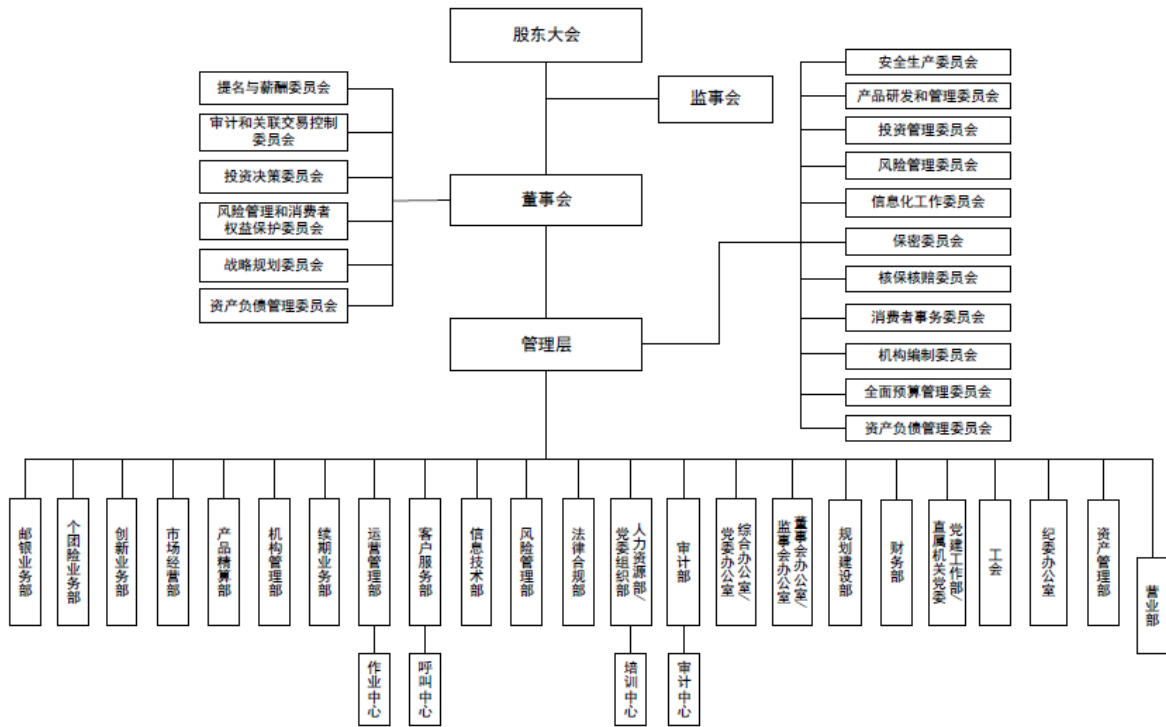 股东大会
监事会
提名与薪酬委员会
审计和关联交易控制
委员会
投资决策委员会
风险管理和消费者
权益保护委员会
战略规划委员会
资产负债管理委员会
董事会
管理层
安全生产委员会
产品研发和管理委员会
投资管理委员会
风险管理委员会
信息化工作委员会
保密委员会
核保核赔委员会
消费者事务委员会
机构编制委员会
全面预算管理委员会
资产负债管理委员会
邮银业务部
个团险业务部
创新业务部
市场经营部
产品精算部
机构管理部
续期业务部
运营管理部
客户服务部
信息技术部
风险管理部
法律合规部
人力资源部/
党委组织部
审计部
综合办公室/
党委办公室
董事会办公室/
监事会办公室
规划建设部
财务部
党建工作部/
直属机关党委
工会
纪委办公室
资产管理部
营业部
作业中心
呼叫中心
培训中心
审计中心